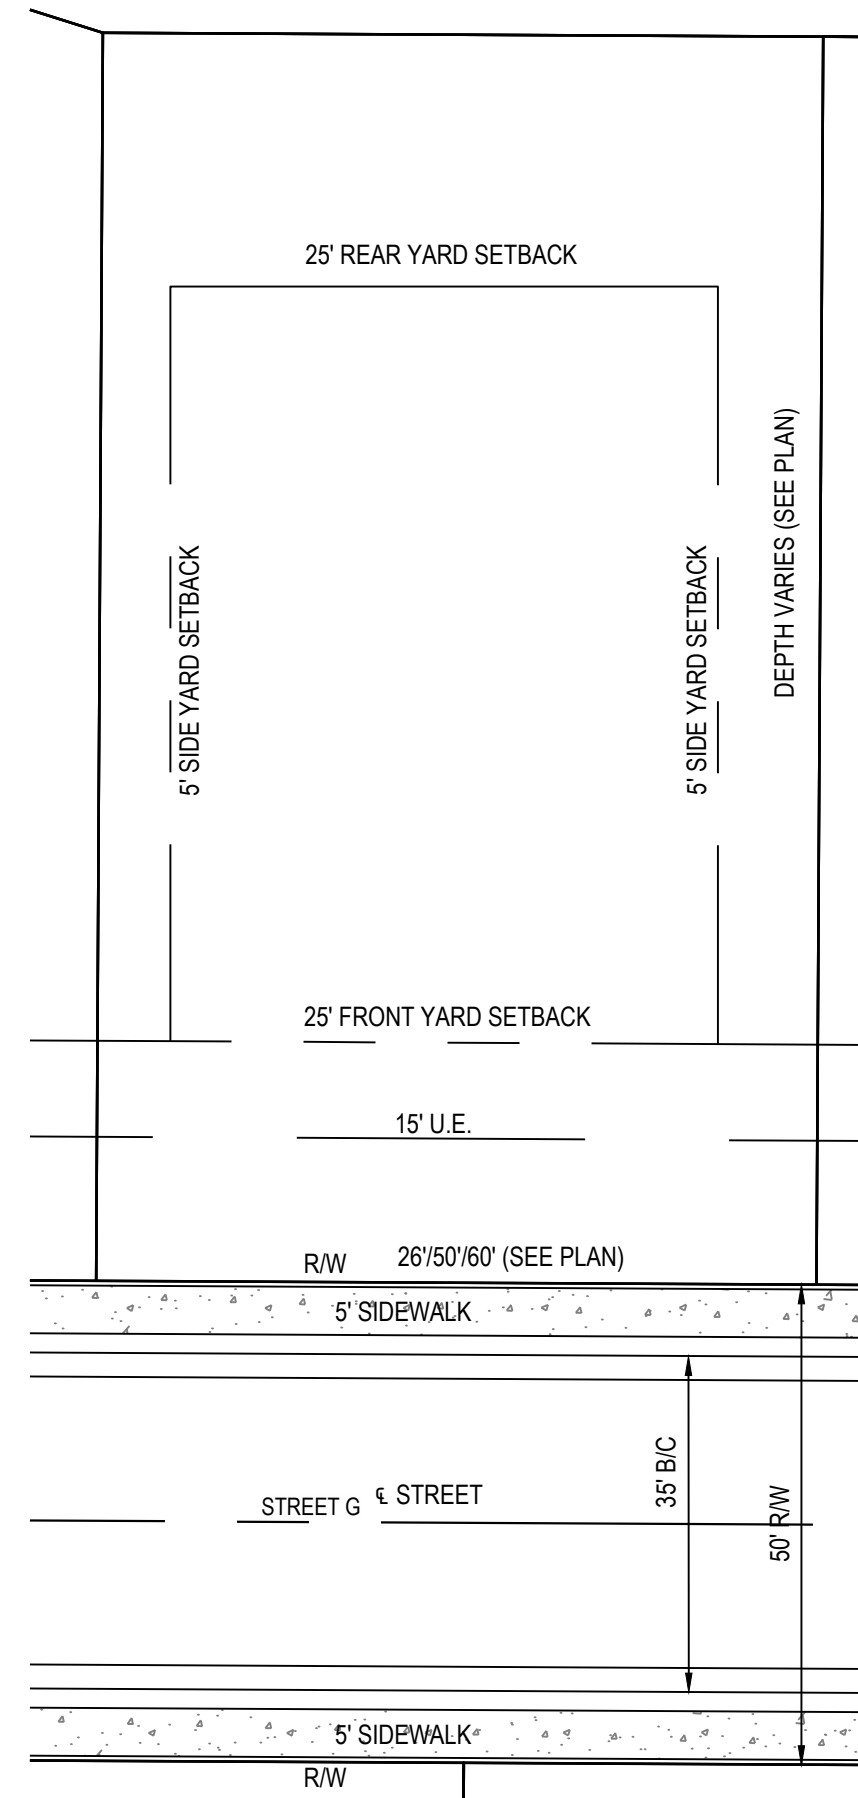 25' REAR YARD SETBACK
DEPTH VARIES (SEE PLAN)
5' SIDE YARD SETBACK
5' SIDE YARD SETBACK
25' FRONT YARD SETBACK
15' U.E.
R/W 26'/50'/60' (SEE PLAN)
5' SIDEWALK
35' B/C
STREET G ℄ STREET
50' R/W
5' SIDEWALK
R/W